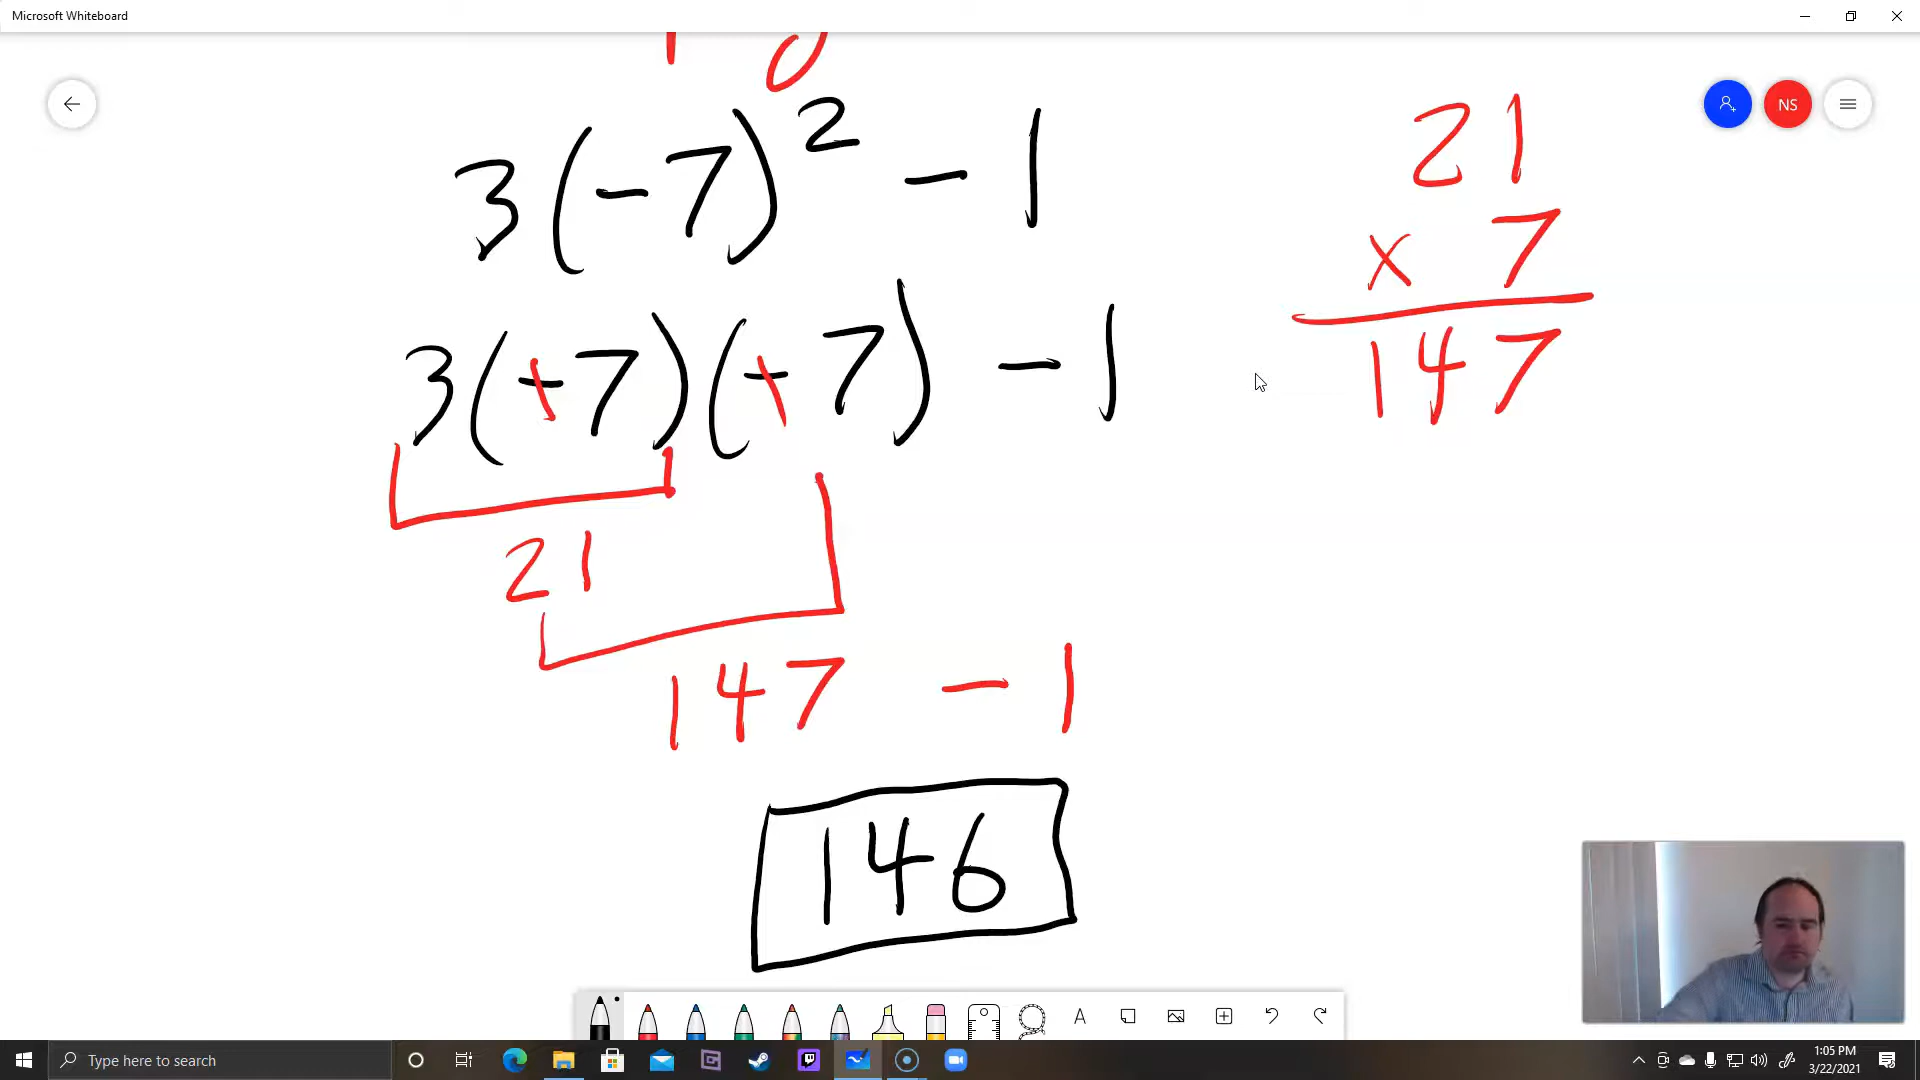 Microsoft Whiteboard
NS
3(-7)² - 1
3(+7)(+7) - 1
21
147 - 1
146
21
x 7
147
A
Type here to search
1:05 PM
3/22/2021